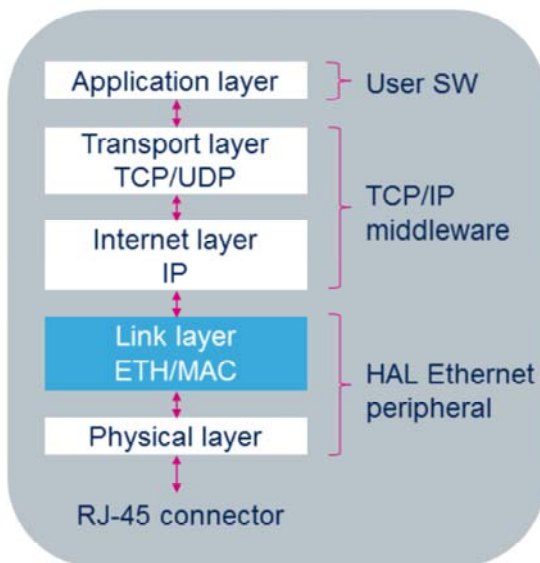 Application layer
User SW
Transport layer
TCP/UDP
TCP/IP
middleware
Internet layer
IP
Link layer
ETH/MAC
HAL Ethernet
peripheral
Physical layer
RJ-45 connector